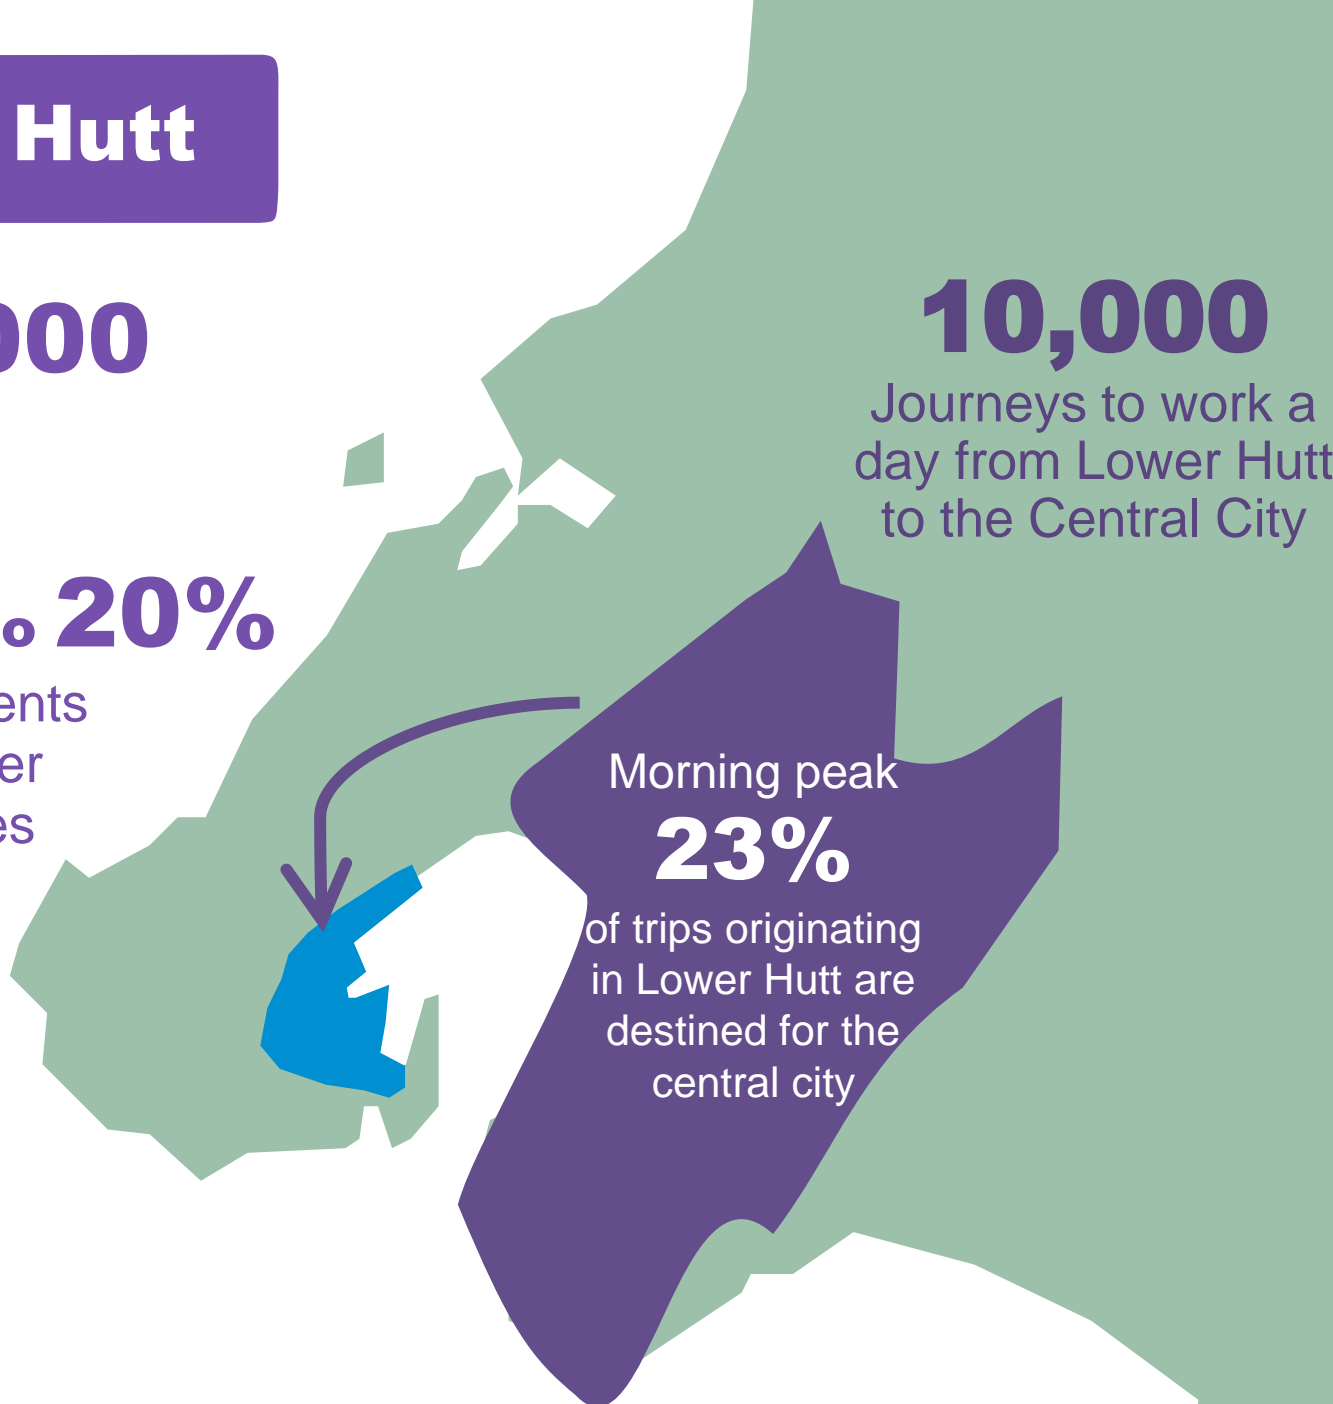 Hutt
000
% 20%
ents
er
es
10,000
Journeys to work a
day from Lower Hutt
to the Central City
Morning peak
23%
of trips originating
in Lower Hutt are
destined for the
central city